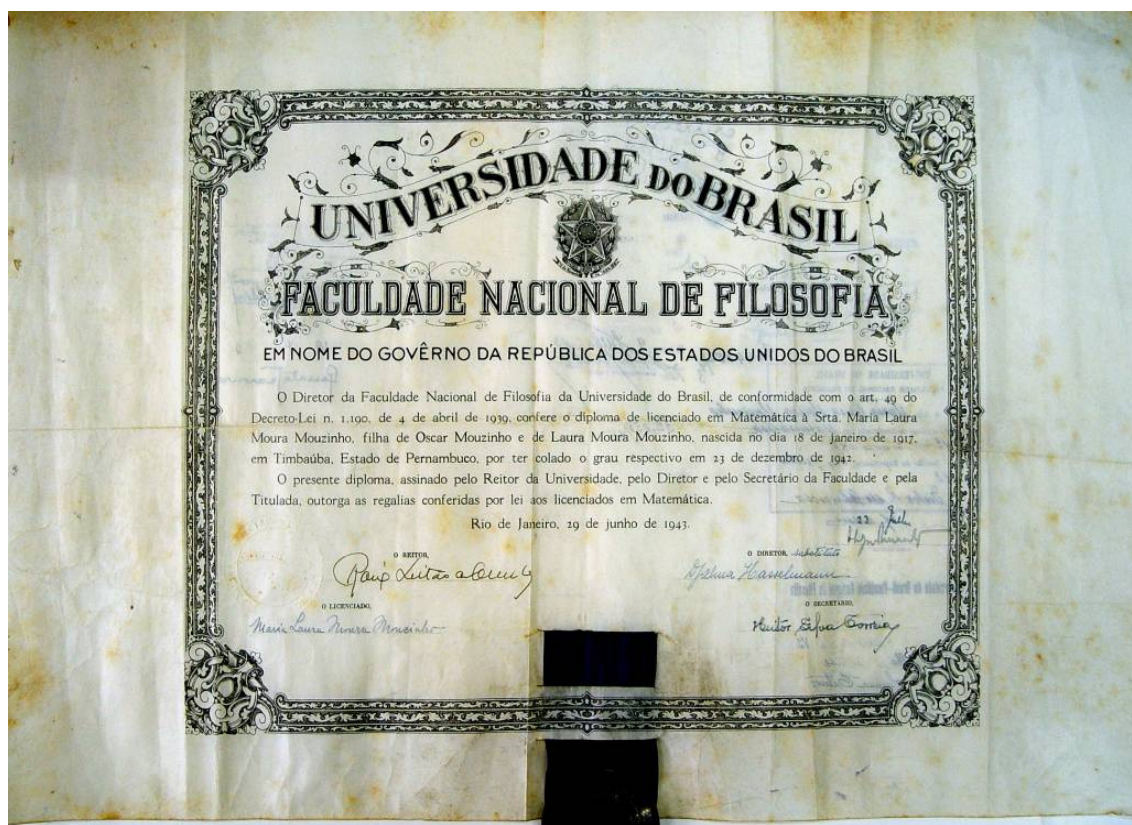 UNIVERSIDADE DO BRASIL
FACULDADE NACIONAL DE FILOSOFIA
EM NOME DO GOVÊRNO DA REPÚBLICA DOS ESTADOS UNIDOS DO BRASIL
O Diretor da Faculdade Nacional de Filosofia da Universidade do Brasil, de conformidade com o art. 49 do
Decreto-Lei n. 1.190, de 4 de abril de 1939, confere o diploma de licenciado em Matemática à Srta. Maria Laura
Moura Mouzinho, filha de Oscar Mouzinho e de Laura Moura Mouzinho, nascida no dia 18 de janeiro de 1917,
em Timbaúba, Estado de Pernambuco, por ter colado o grau respectivo em 23 de dezembro de 1942.
O presente diploma, assinado pelo Reitor da Universidade, pelo Diretor e pelo Secretário da Faculdade e pela
Titulada, outorga as regalias conferidas por lei aos licenciados em Matemática.
Rio de Janeiro, 29 de junho de 1943.
O REITOR,
O DIRETOR, substituto
Raul Leitão da Cunha
Djalma Hasselmann
O LICENCIADO,
O SECRETÁRIO,
Maria Laura Moura Mouzinho
Heitor Silva Correia